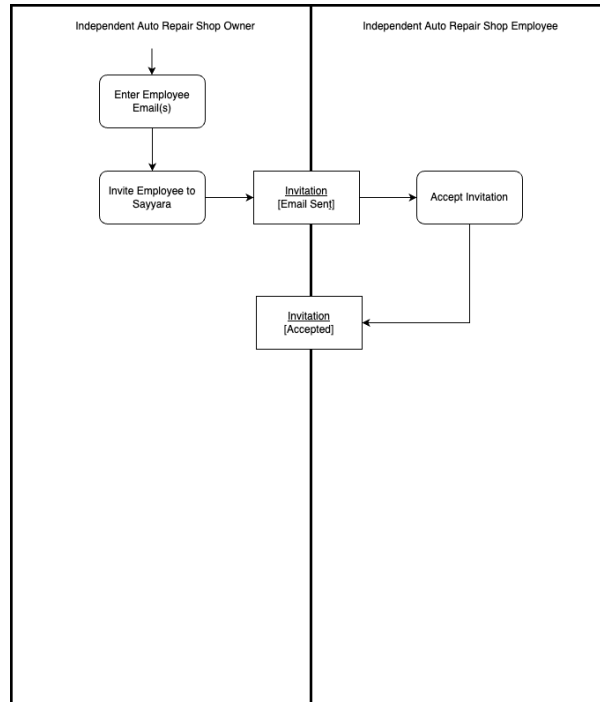 Independent Auto Repair Shop Owner
Independent Auto Repair Shop Employee
Enter Employee
Email(s)
Invite Employee to
Sayyara
Invitation
[Email Sent]
Accept Invitation
Invitation
[Accepted]